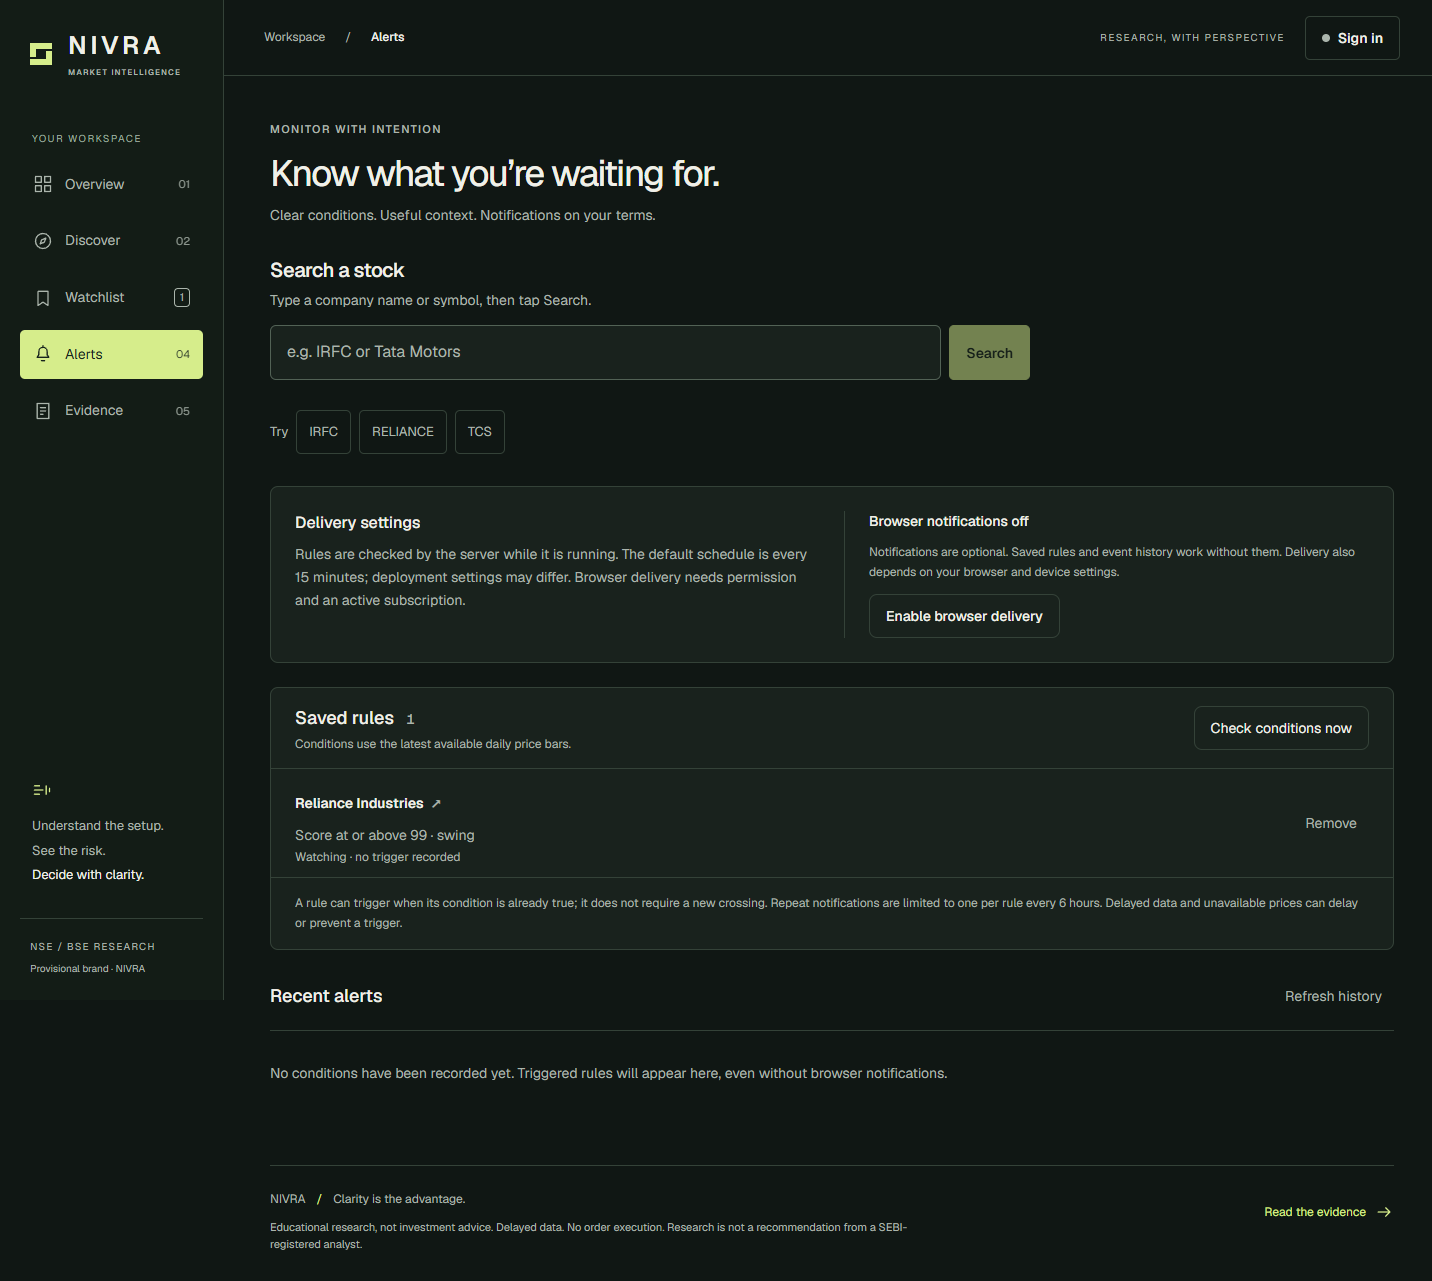 NIVRA
MARKET INTELLIGENCE
YOUR WORKSPACE
Overview 01
Discover 02
Watchlist 1
Alerts 04
Evidence 05
Understand the setup.
See the risk.
Decide with clarity.
NSE / BSE RESEARCH
Provisional brand · NIVRA
Workspace / Alerts
RESEARCH, WITH PERSPECTIVE
Sign in
MONITOR WITH INTENTION
Know what you’re waiting for.
Clear conditions. Useful context. Notifications on your terms.
Search a stock
Type a company name or symbol, then tap Search.
e.g. IRFC or Tata Motors
Search
Try IRFC RELIANCE TCS
Delivery settings
Rules are checked by the server while it is running. The default schedule is every
15 minutes; deployment settings may differ. Browser delivery needs permission
and an active subscription.
Browser notifications off
Notifications are optional. Saved rules and event history work without them. Delivery also
depends on your browser and device settings.
Enable browser delivery
Saved rules 1
Conditions use the latest available daily price bars.
Check conditions now
Reliance Industries ↗
Score at or above 99 · swing
Watching · no trigger recorded
Remove
A rule can trigger when its condition is already true; it does not require a new crossing. Repeat notifications are limited to one per rule every 6 hours. Delayed data and unavailable prices can delay
or prevent a trigger.
Recent alerts
Refresh history
No conditions have been recorded yet. Triggered rules will appear here, even without browser notifications.
NIVRA / Clarity is the advantage.
Educational research, not investment advice. Delayed data. No order execution. Research is not a recommendation from a SEBI-
registered analyst.
Read the evidence →